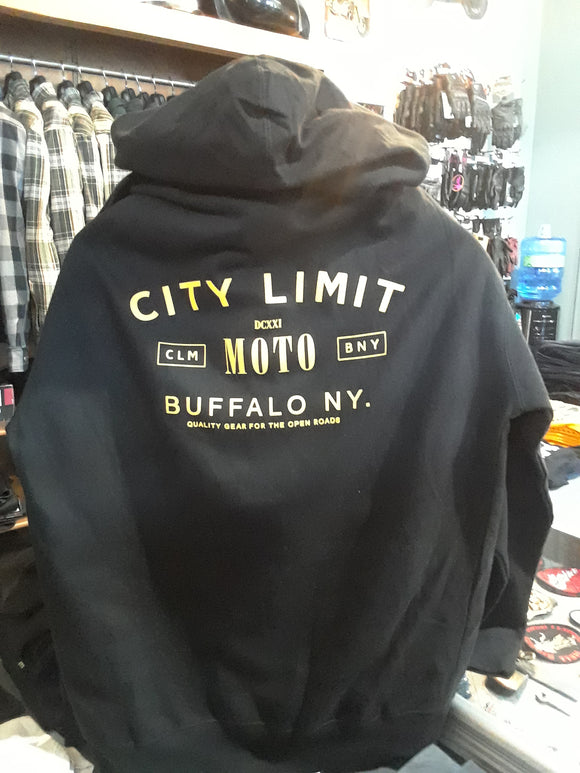 CITY LIMIT
DCXXI
CLM MOTO BNY
BUFFALO NY.
QUALITY GEAR FOR THE OPEN ROADS